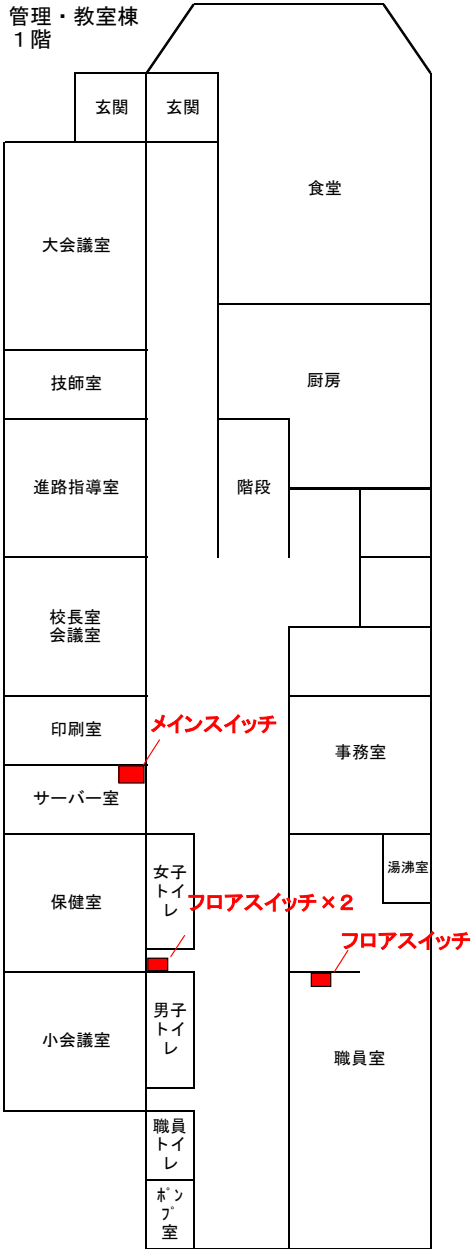 管理・教室棟
１階
玄関
玄関
食堂
大会議室
技師室
厨房
進路指導室
階段
校長室
会議室
印刷室
メインスイッチ
事務室
サーバー室
保健室
女子
トイ
レ
湯沸室
フロアスイッチ×２
フロアスイッチ
小会議室
男子
トイ
レ
職員室
職員
トイ
レ
ﾎﾟﾝ
ﾌﾟ
室